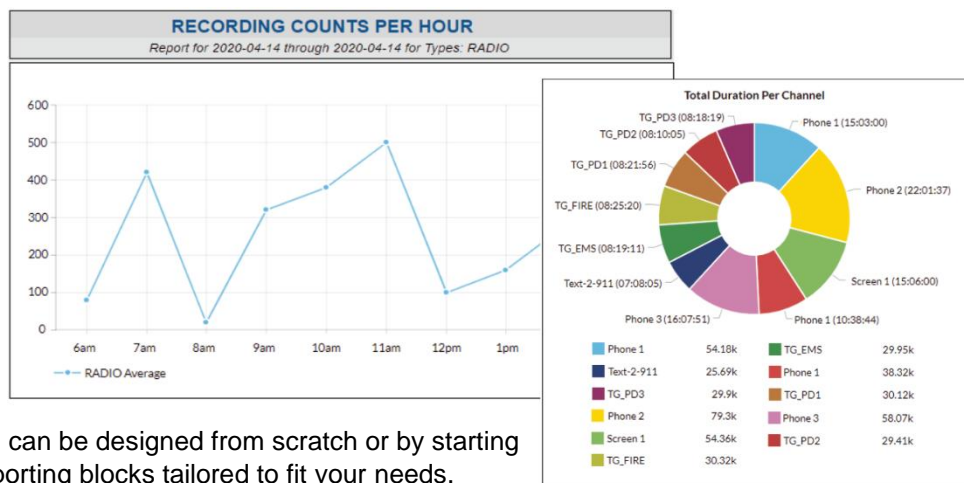 RECORDING COUNTS PER HOUR
Report for 2020-04-14 through 2020-04-14 for Types: RADIO
600
500
400
300
200
100
0
6am 7am 8am 9am 10am 11am 12pm 1pm
RADIO Average
Total Duration Per Channel
TG_PD3 (08:18:19)
Phone 1 (15:03:00)
TG_PD2 (08:10:05)
TG_PD1 (08:21:56)
Phone 2 (22:01:37)
TG_FIRE (08:25:20)
TG_EMS (08:19:11)
Text-2-911 (07:08:05)
Screen 1 (15:06:00)
Phone 3 (16:07:51)
Phone 1 (10:38:44)
Phone 1 54.18k TG_EMS 29.95k
Text-2-911 25.69k Phone 1 38.32k
TG_PD3 29.9k TG_PD1 30.12k
Phone 2 79.3k Phone 3 58.07k
Screen 1 54.36k TG_PD2 29.41k
TG_FIRE 30.32k
can be designed from scratch or by starting
porting blocks tailored to fit your needs.